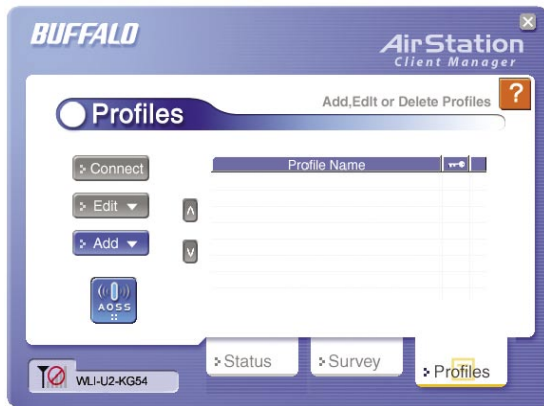 BUFFALO
AirStation
Client Manager
Profiles
Add,EdIt or Delete Profiles
?
Connect
Profile Name
Edit
Add
AOSS
Status
Survey
Profiles
WLI-U2-KG54